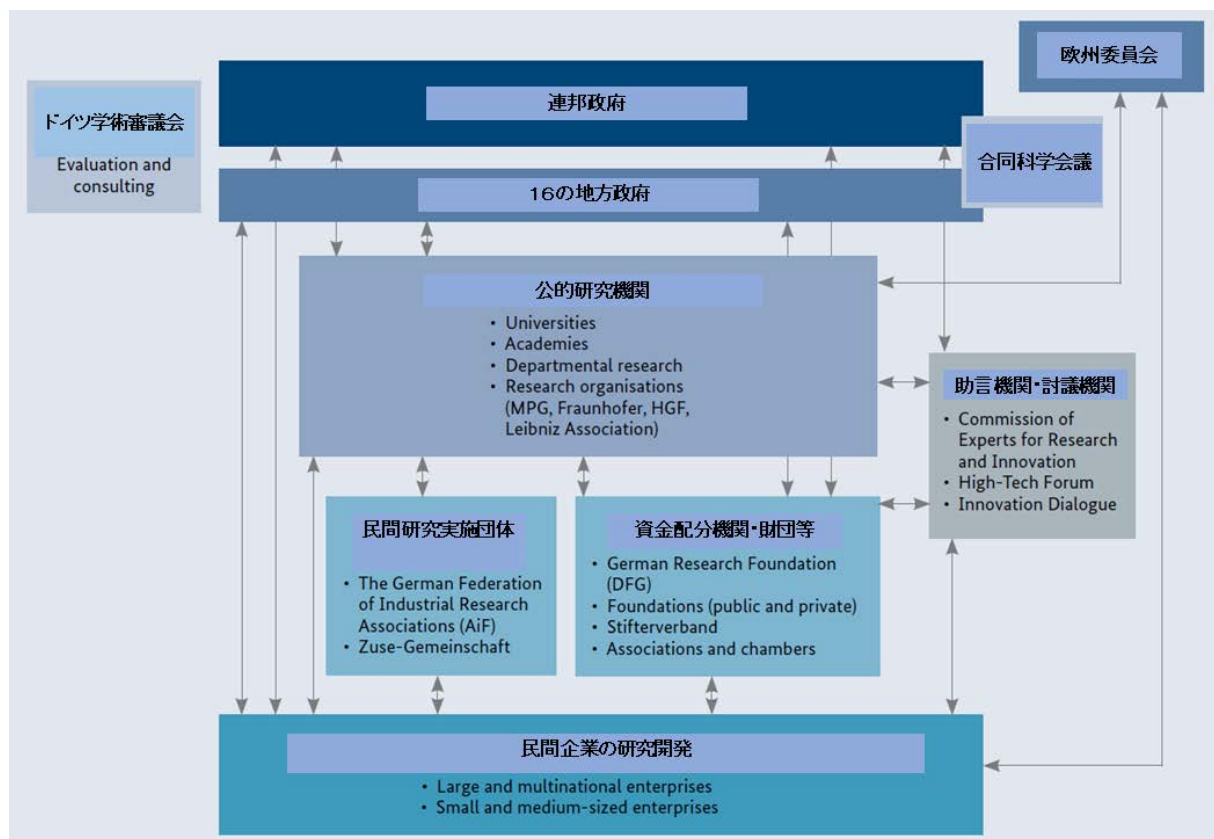 欧州委員会
連邦政府
ドイツ学術審議会
Evaluation and
consulting
合同科学会議
16の地方政府
公的研究機関
• Universities
• Academies
• Departmental research
• Research organisations
(MPG, Fraunhofer, HGF,
Leibniz Association)
助言機関・討議機関
• Commission of
Experts for Research
and Innovation
• High-Tech Forum
• Innovation Dialogue
民間研究実施団体
• The German Federation
of Industrial Research
Associations (AiF)
• Zuse-Gemeinschaft
資金配分機関・財団等
• German Research Foundation
(DFG)
• Foundations (public and private)
• Stifterverband
• Associations and chambers
民間企業の研究開発
• Large and multinational enterprises
• Small and medium-sized enterprises